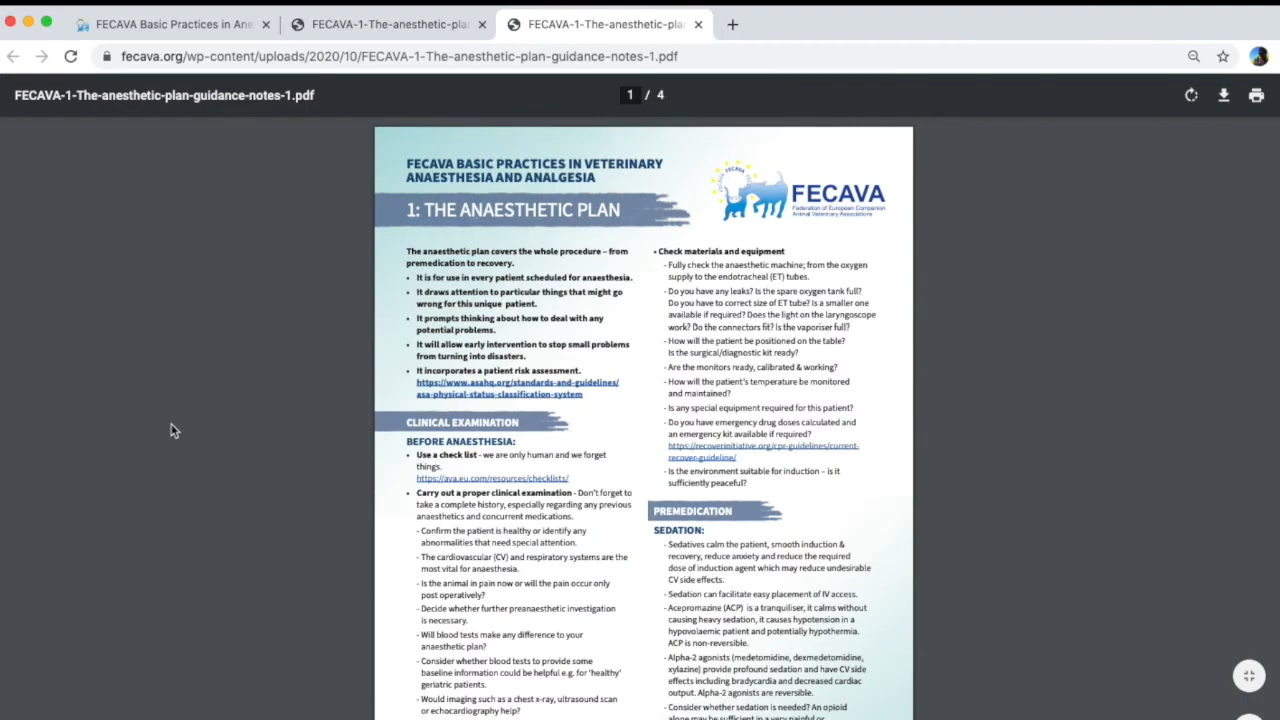 FECAVA Basic Practices in Ane
FECAVA-1-The-anesthetic-plan
FECAVA-1-The-anesthetic-plan
fecava.org/wp-content/uploads/2020/10/FECAVA-1-The-anesthetic-plan-guidance-notes-1.pdf
FECAVA-1-The-anesthetic-plan-guidance-notes-1.pdf
1 / 4
FECAVA BASIC PRACTICES IN VETERINARY
ANAESTHESIA AND ANALGESIA
1: THE ANAESTHETIC PLAN
FECAVA
FECAVA
Federation of European Companion
Animal Veterinary Associations
The anaesthetic plan covers the whole procedure – from
premedication to recovery.
• It is for use in every patient scheduled for anaesthesia.
• It draws attention to particular things that might go
wrong for this unique patient.
• It prompts thinking about how to deal with any
potential problems.
• It will allow early intervention to stop small problems
from turning into disasters.
• It incorporates a patient risk assessment.
https://www.asahq.org/standards-and-guidelines/
asa-physical-status-classification-system
CLINICAL EXAMINATION
BEFORE ANAESTHESIA:
• Use a check list - we are only human and we forget
things.
https://ava.eu.com/resources/checklists/
• Carry out a proper clinical examination - Don't forget to
take a complete history, especially regarding any previous
anaesthetics and concurrent medications.
- Confirm the patient is healthy or identify any
abnormalities that need special attention.
- The cardiovascular (CV) and respiratory systems are the
most vital for anaesthesia.
- Is the animal in pain now or will the pain occur only
post operatively?
- Decide whether further preanaesthetic investigation
is necessary.
- Will blood tests make any difference to your
anaesthetic plan?
- Consider whether blood tests to provide some
baseline information could be helpful e.g. for 'healthy'
geriatric patients.
- Would imaging such as a chest x-ray, ultrasound scan
or echocardiography help?
• Check materials and equipment
- Fully check the anaesthetic machine; from the oxygen
supply to the endotracheal (ET) tubes.
- Do you have any leaks? Is the spare oxygen tank full?
Do you have to correct size of ET tube? Is a smaller one
available if required? Does the light on the laryngoscope
work? Do the connectors fit? Is the vaporiser full?
- How will the patient be positioned on the table?
Is the surgical/diagnostic kit ready?
- Are the monitors ready, calibrated & working?
- How will the patient's temperature be monitored
and maintained?
- Is any special equipment required for this patient?
- Do you have emergency drug doses calculated and
an emergency kit available if required?
https://recoverinitiative.org/cpr-guidelines/current-
recover-guideline/
- Is the environment suitable for induction – is it
sufficiently peaceful?
PREMEDICATION
SEDATION:
- Sedatives calm the patient, smooth induction &
recovery, reduce anxiety and reduce the required
dose of induction agent which may reduce undesirable
CV side effects.
- Sedation can facilitate easy placement of IV access.
- Acepromazine (ACP) is a tranquiliser, it calms without
causing heavy sedation, it causes hypotension in a
hypovolaemic patient and potentially hypothermia.
ACP is non-reversible.
- Alpha-2 agonists (medetomidine, dexmedetomidine,
xylazine) provide profound sedation and have CV side
effects including bradycardia and decreased cardiac
output. Alpha-2 agonists are reversible.
- Consider whether sedation is needed? An opioid
alone may be sufficient in a very painful or